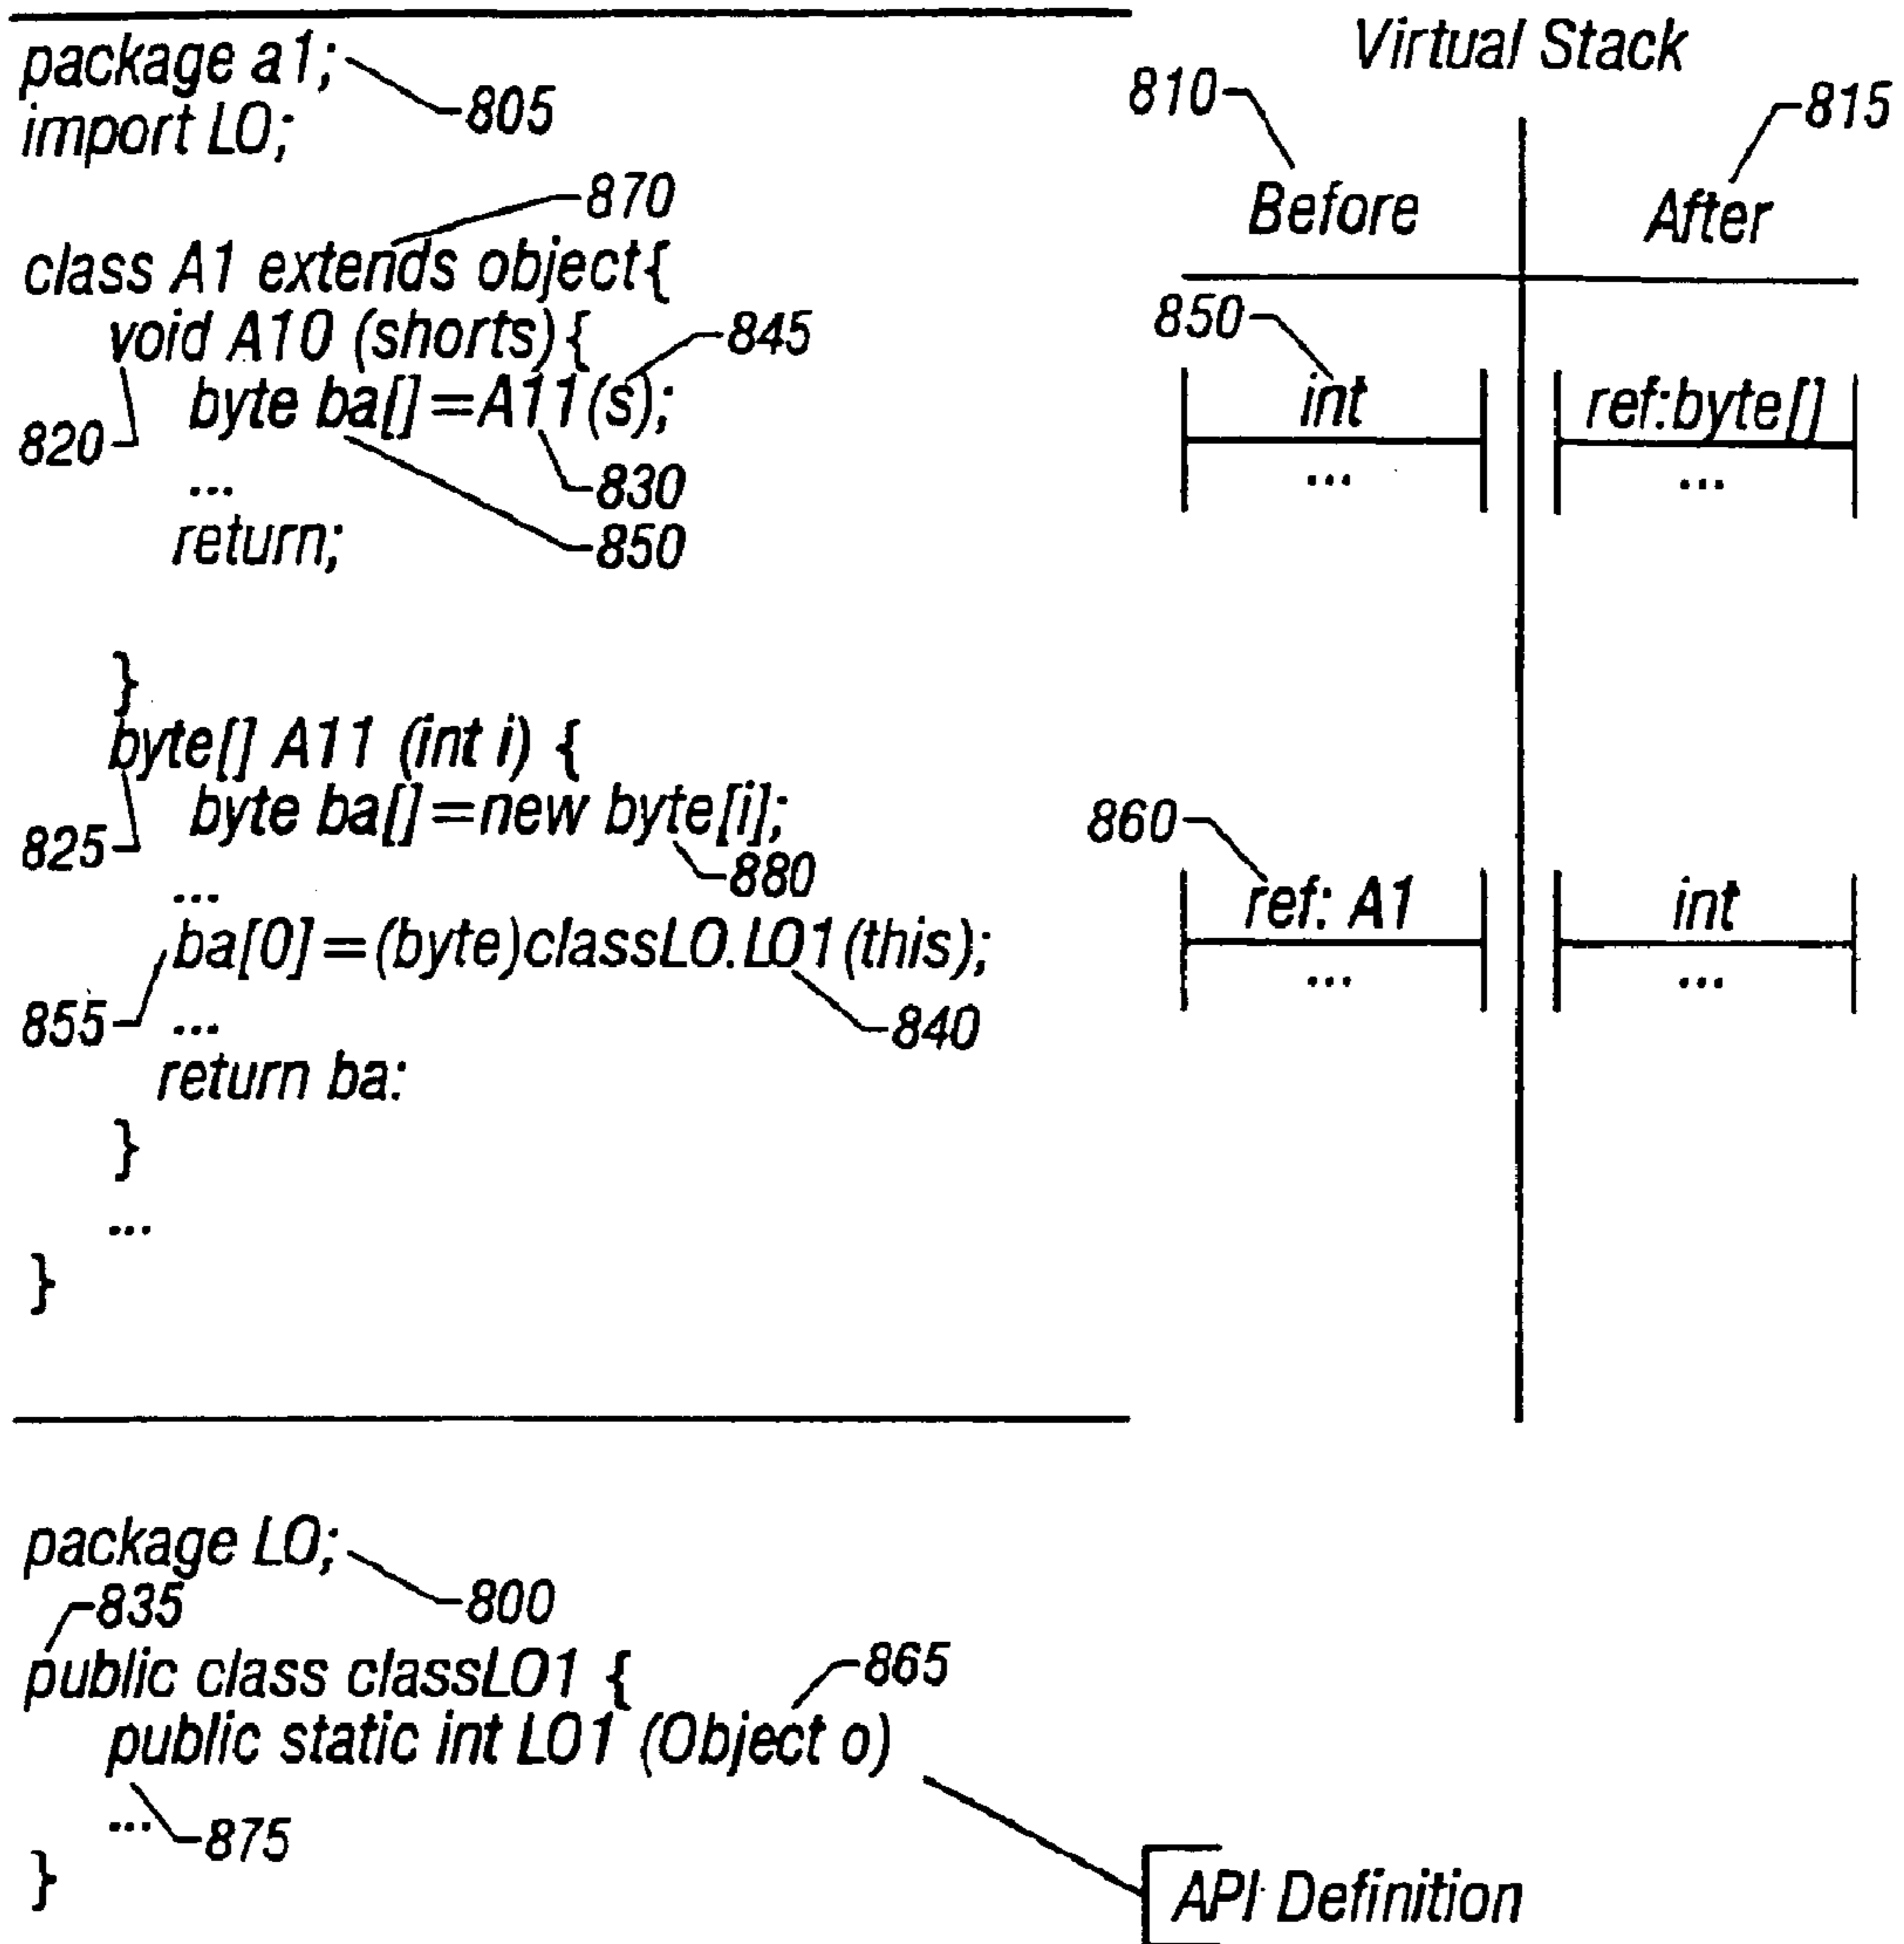 package a1;
805
import LO;
870
class A1 extends object{
void A10 (shorts) {
845
byte ba[]=A11(s);
820
830
...
850
return;
}
byte[] A11 (int i) {
byte ba[]=new byte[i];
825
880
...
ba[0]=(byte)classLO.LO1(this);
855
840
...
return ba:
}
...
}
Virtual Stack
810
815
Before
After
850
int
ref:byte[]
...
...
860
ref: A1
int
...
...
package LO;
835
800
public class classLO1 {
865
public static int LO1 (Object o)
...
875
}
API Definition